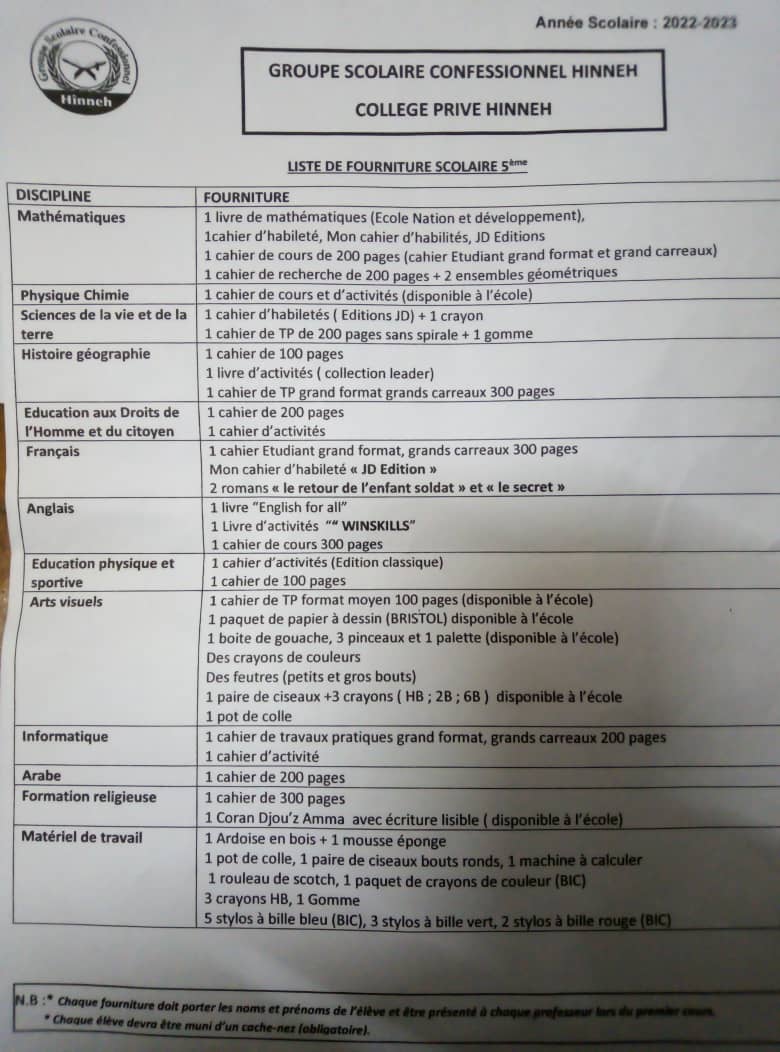 Année Scolaire : 2022-2023
Groupe Scolaire Confessionnel
Hinneh
GROUPE SCOLAIRE CONFESSIONNEL HINNEH
COLLEGE PRIVE HINNEH
LISTE DE FOURNITURE SCOLAIRE 5ème
DISCIPLINE FOURNITURE
Mathématiques 1 livre de mathématiques (Ecole Nation et développement),
1cahier d'habileté, Mon cahier d'habilités, JD Editions
1 cahier de cours de 200 pages (cahier Etudiant grand format et grand carreaux)
1 cahier de recherche de 200 pages + 2 ensembles géométriques
Physique Chimie 1 cahier de cours et d'activités (disponible à l'école)
Sciences de la vie et de la 1 cahier d'habiletés ( Editions JD) + 1 crayon
terre 1 cahier de TP de 200 pages sans spirale + 1 gomme
Histoire géographie 1 cahier de 100 pages
1 livre d'activités ( collection leader)
1 cahier de TP grand format grands carreaux 300 pages
Education aux Droits de 1 cahier de 200 pages
l'Homme et du citoyen 1 cahier d'activités
Français 1 cahier Etudiant grand format, grands carreaux 300 pages
Mon cahier d'habileté « JD Edition »
2 romans « le retour de l'enfant soldat » et « le secret »
Anglais 1 livre "English for all"
1 Livre d'activités "" WINSKILLS"
1 cahier de cours 300 pages
Education physique et 1 cahier d'activités (Edition classique)
sportive 1 cahier de 100 pages
Arts visuels 1 cahier de TP format moyen 100 pages (disponible à l'école)
1 paquet de papier à dessin (BRISTOL) disponible à l'école
1 boite de gouache, 3 pinceaux et 1 palette (disponible à l'école)
Des crayons de couleurs
Des feutres (petits et gros bouts)
1 paire de ciseaux +3 crayons ( HB ; 2B ; 6B ) disponible à l'école
1 pot de colle
Informatique 1 cahier de travaux pratiques grand format, grands carreaux 200 pages
1 cahier d'activité
Arabe 1 cahier de 200 pages
Formation religieuse 1 cahier de 300 pages
1 Coran Djou'z Amma avec écriture lisible ( disponible à l'école)
Matériel de travail 1 Ardoise en bois + 1 mousse éponge
1 pot de colle, 1 paire de ciseaux bouts ronds, 1 machine à calculer
1 rouleau de scotch, 1 paquet de crayons de couleur (BIC)
3 crayons HB, 1 Gomme
5 stylos à bille bleu (BIC), 3 stylos à bille vert, 2 stylos à bille rouge (BIC)
N.B :* Chaque fourniture doit porter les noms et prénoms de l'élève et être présenté à chaque professeur lors du premier cours.
* Chaque élève devra être muni d'un cache-nez (obligatoire).